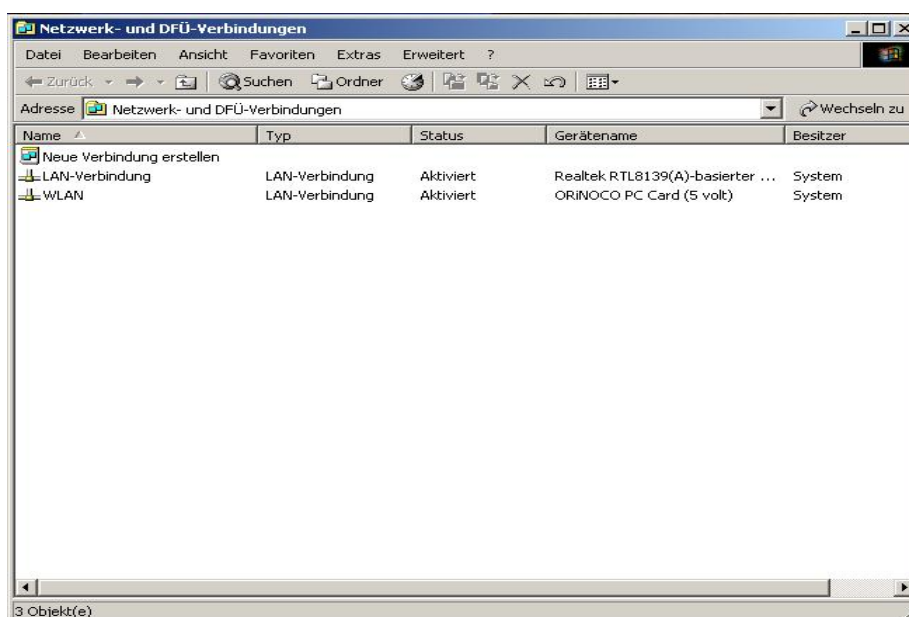 Netzwerk- und DFÜ-Verbindungen
Datei Bearbeiten Ansicht Favoriten Extras Erweitert ?
Zurück Suchen Ordner
Adresse Netzwerk- und DFÜ-Verbindungen Wechseln zu
Name Typ Status Gerätename Besitzer
Neue Verbindung erstellen
LAN-Verbindung LAN-Verbindung Aktiviert Realtek RTL8139(A)-basierter ... System
WLAN LAN-Verbindung Aktiviert ORiNOCO PC Card (5 volt) System
3 Objekt(e)